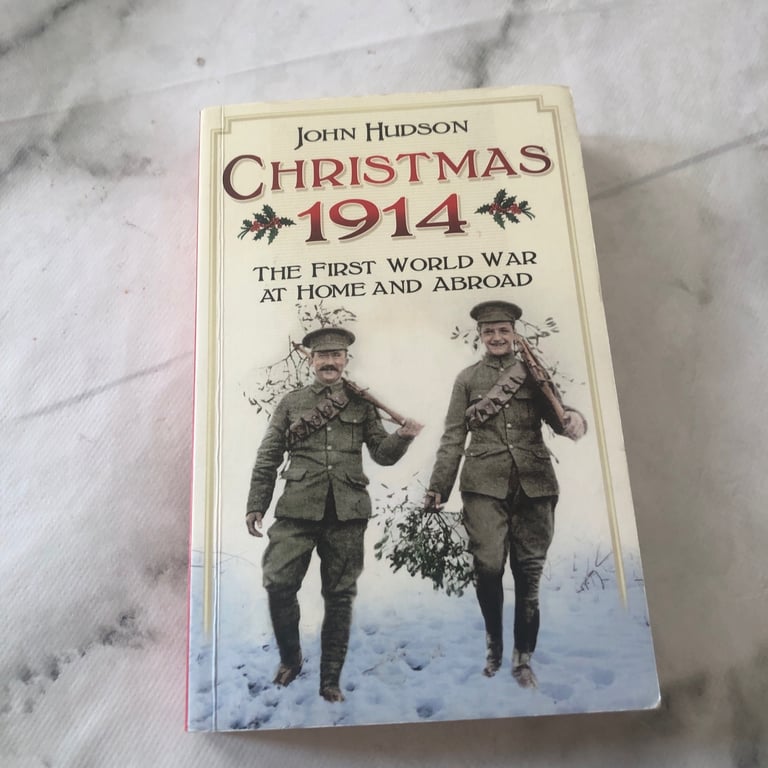 John Hudson
Christmas
1914
The First World War
at Home and Abroad